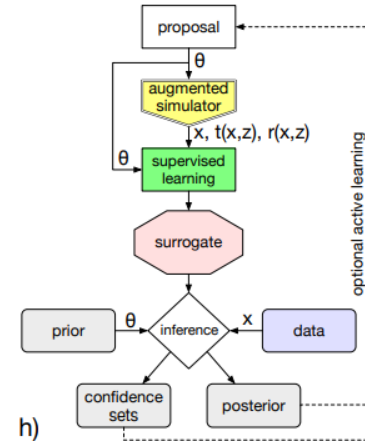 proposal
θ
augmented
simulator
x, t(x,z), r(x,z)
θ
supervised
learning
optional active learning
surrogate
prior
θ
inference
x
data
confidence
sets
posterior
h)